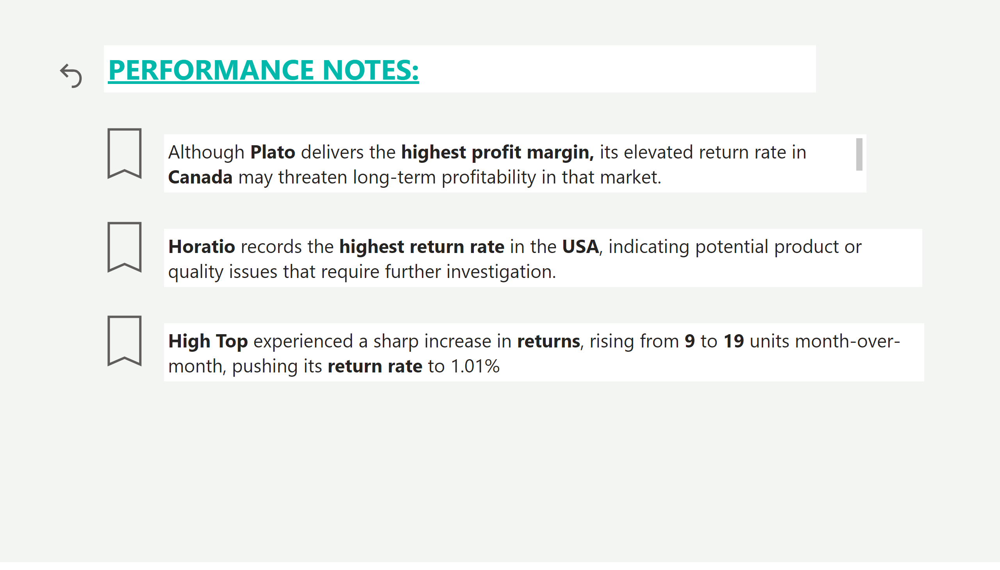 PERFORMANCE NOTES:
Although Plato delivers the highest profit margin, its elevated return rate in
Canada may threaten long-term profitability in that market.
Horatio records the highest return rate in the USA, indicating potential product or
quality issues that require further investigation.
High Top experienced a sharp increase in returns, rising from 9 to 19 units month-over-
month, pushing its return rate to 1.01%